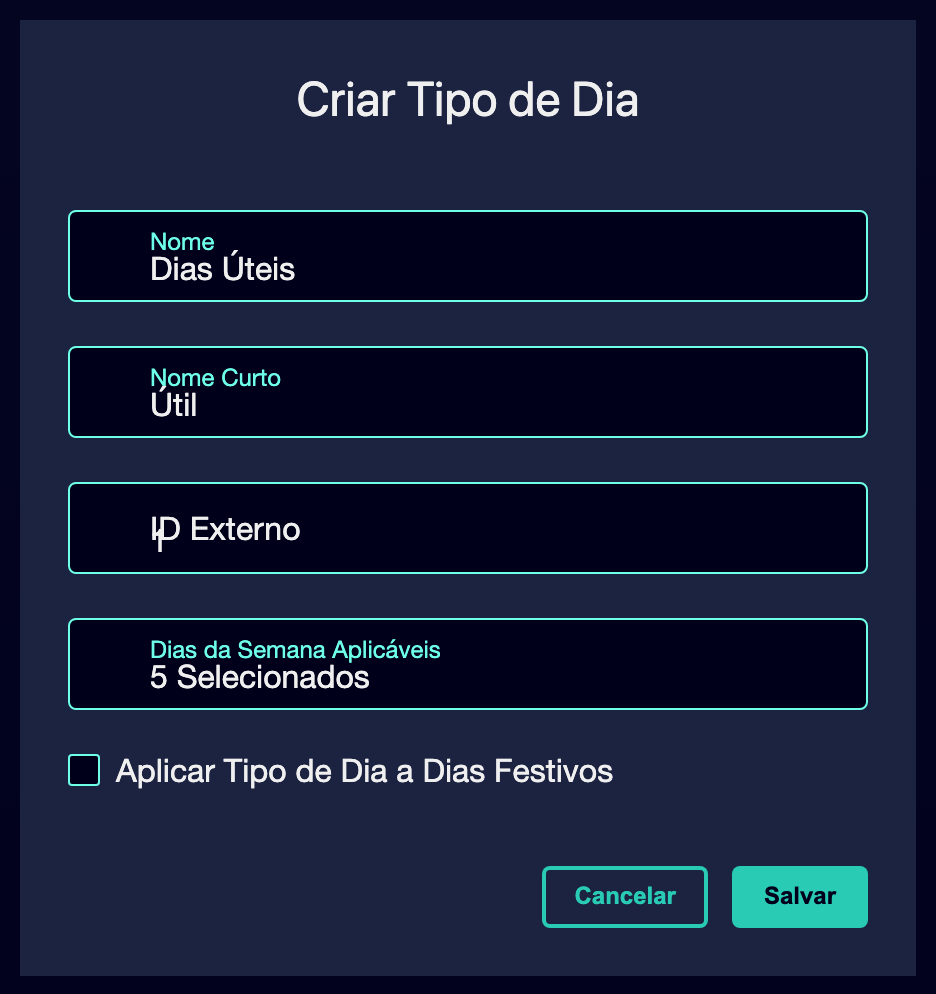 Criar Tipo de Dia
Nome
Dias Úteis
Nome Curto
Útil
ID Externo
1
Dias da Semana Aplicáveis
5 Selecionados
Aplicar Tipo de Dia a Dias Festivos
Cancelar
Salvar